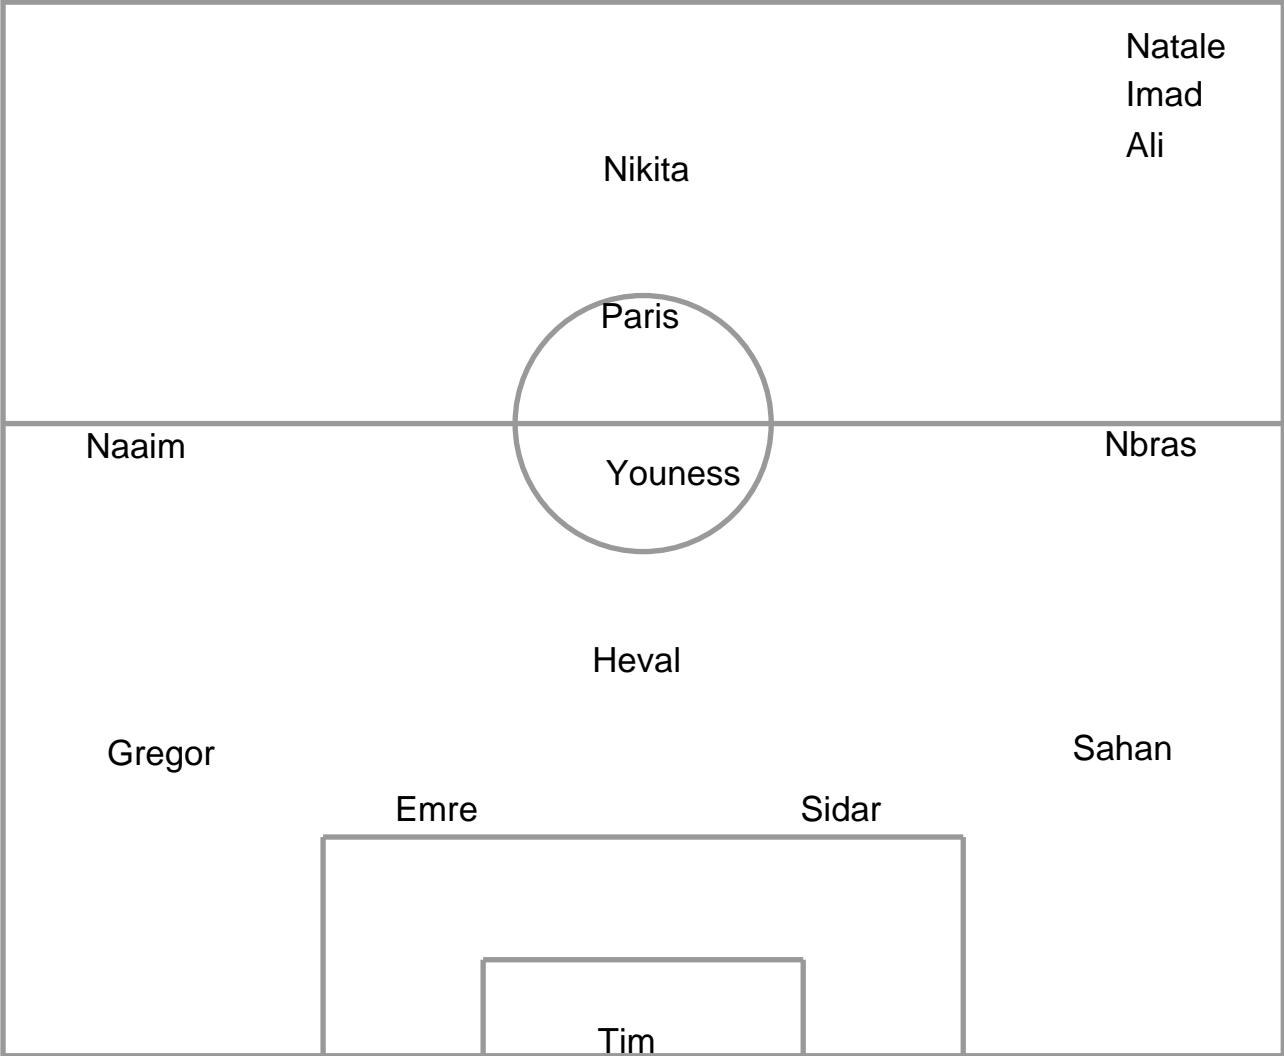 Natale
Imad
Ali
Nikita
Paris
Naaim
Nbras
Youness
Heval
Gregor
Sahan
Emre
Sidar
Tim